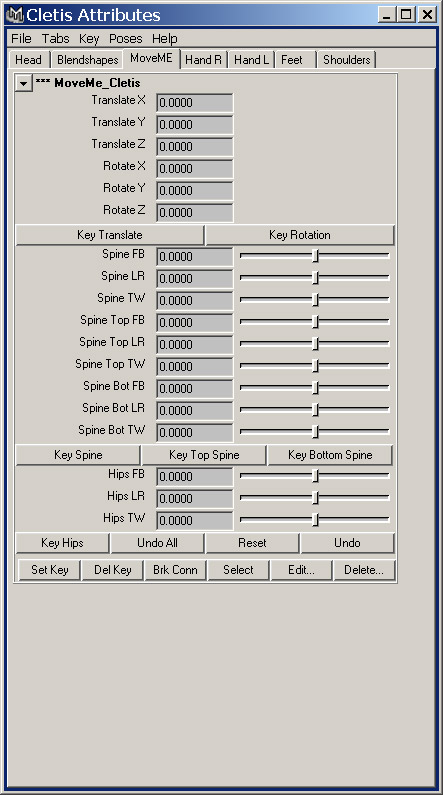 Cletis Attributes
File Tabs Key Poses Help
Head Blendshapes MoveME Hand R Hand L Feet Shoulders
*** MoveMe_Cletis
Translate X 0.0000
Translate Y 0.0000
Translate Z 0.0000
Rotate X 0.0000
Rotate Y 0.0000
Rotate Z 0.0000
Key Translate Key Rotation
Spine FB 0.0000
Spine LR 0.0000
Spine TW 0.0000
Spine Top FB 0.0000
Spine Top LR 0.0000
Spine Top TW 0.0000
Spine Bot FB 0.0000
Spine Bot LR 0.0000
Spine Bot TW 0.0000
Key Spine Key Top Spine Key Bottom Spine
Hips FB 0.0000
Hips LR 0.0000
Hips TW 0.0000
Key Hips Undo All Reset Undo
Set Key Del Key Brk Conn Select Edit... Delete...